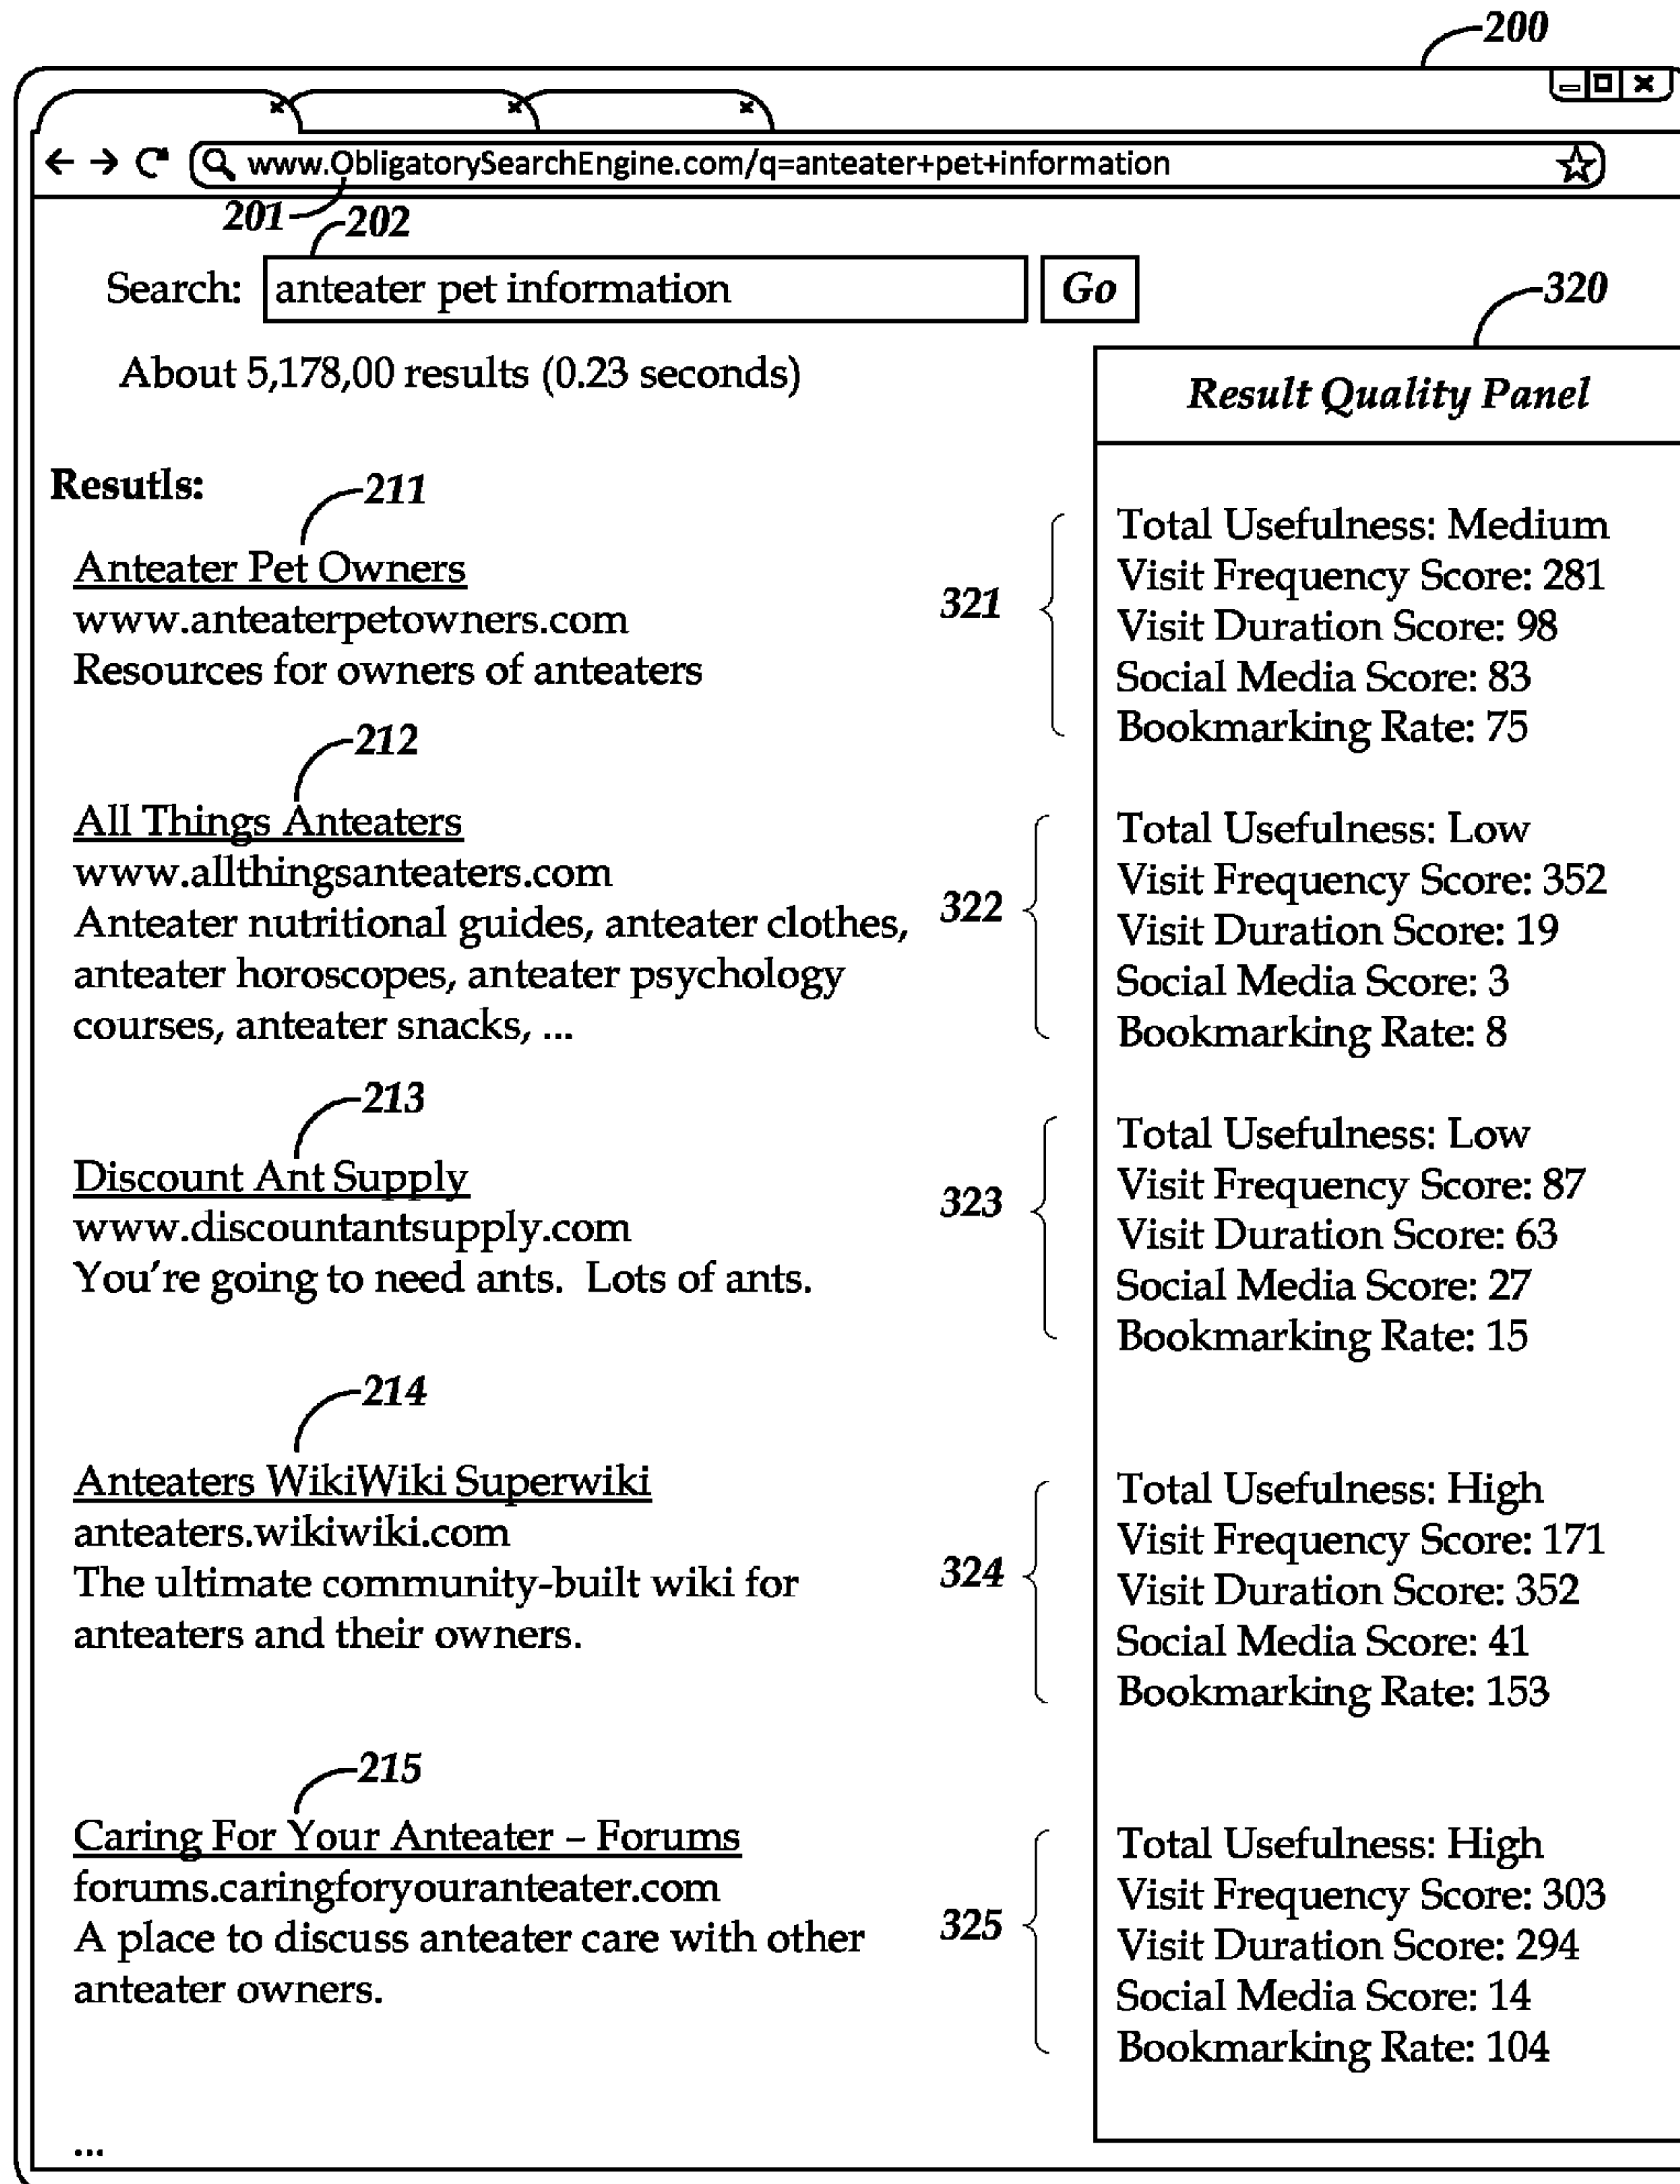 200
www.ObligatorySearchEngine.com/q=anteater+pet+information
201
202
Search: anteater pet information Go
320
About 5,178,00 results (0.23 seconds)
Result Quality Panel
Resutls:
211
Anteater Pet Owners
www.anteaterpetowners.com
Resources for owners of anteaters
321
Total Usefulness: Medium
Visit Frequency Score: 281
Visit Duration Score: 98
Social Media Score: 83
Bookmarking Rate: 75
212
All Things Anteaters
www.allthingsanteaters.com
Anteater nutritional guides, anteater clothes,
anteater horoscopes, anteater psychology
courses, anteater snacks, ...
322
Total Usefulness: Low
Visit Frequency Score: 352
Visit Duration Score: 19
Social Media Score: 3
Bookmarking Rate: 8
213
Discount Ant Supply
www.discountantsupply.com
You're going to need ants.  Lots of ants.
323
Total Usefulness: Low
Visit Frequency Score: 87
Visit Duration Score: 63
Social Media Score: 27
Bookmarking Rate: 15
214
Anteaters WikiWiki Superwiki
anteaters.wikiwiki.com
The ultimate community-built wiki for
anteaters and their owners.
324
Total Usefulness: High
Visit Frequency Score: 171
Visit Duration Score: 352
Social Media Score: 41
Bookmarking Rate: 153
215
Caring For Your Anteater – Forums
forums.caringforyouranteater.com
A place to discuss anteater care with other
anteater owners.
325
Total Usefulness: High
Visit Frequency Score: 303
Visit Duration Score: 294
Social Media Score: 14
Bookmarking Rate: 104
...